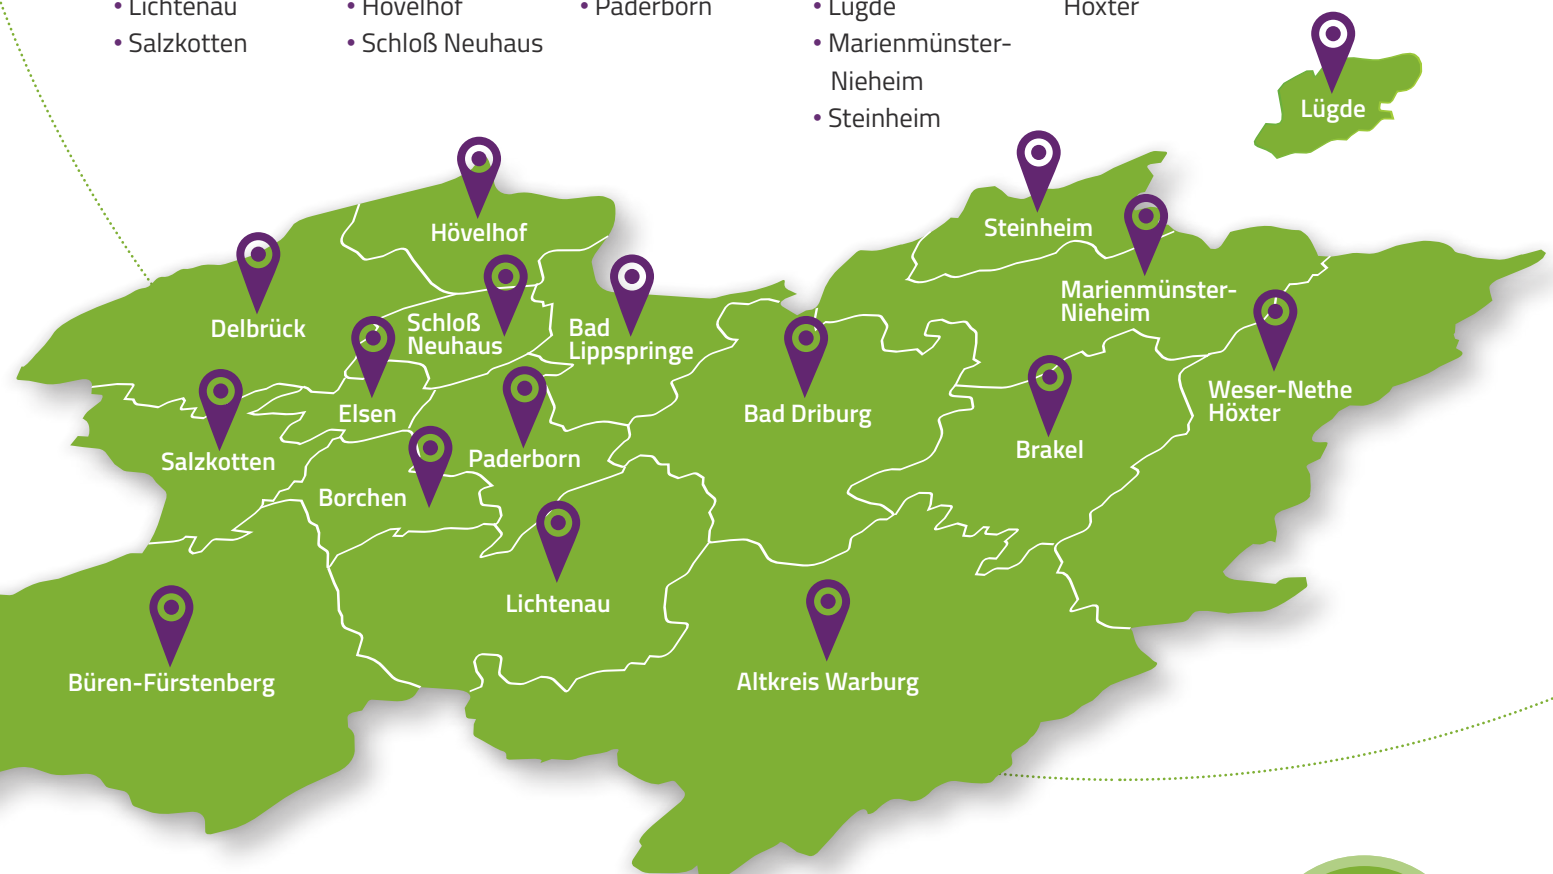 • Lichtenau
• Hövelhof
• Paderborn
• Lügde
Höxter
• Salzkotten
• Schloß Neuhaus
• Marienmünster-
Nieheim
• Steinheim
Lügde
Steinheim
Hövelhof
Marienmünster-
Nieheim
Delbrück
Schloß
Neuhaus
Bad
Lippspringe
Weser-Nethe
Höxter
Elsen
Bad Driburg
Brakel
Salzkotten
Paderborn
Borchen
Lichtenau
Büren-Fürstenberg
Altkreis Warburg